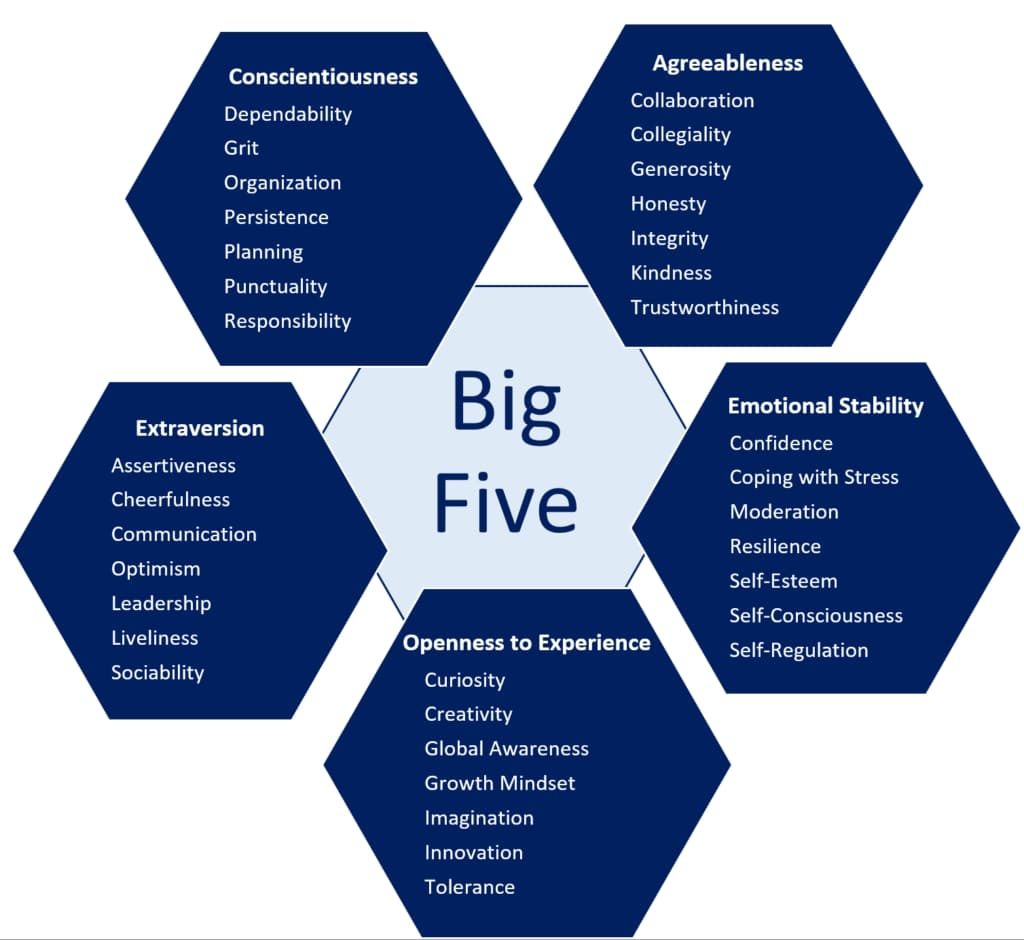 Conscientiousness
Dependability
Grit
Organization
Persistence
Planning
Punctuality
Responsibility
Agreeableness
Collaboration
Collegiality
Generosity
Honesty
Integrity
Kindness
Trustworthiness
Big
Five
Extraversion
Assertiveness
Cheerfulness
Communication
Optimism
Leadership
Liveliness
Sociability
Emotional Stability
Confidence
Coping with Stress
Moderation
Resilience
Self-Esteem
Self-Consciousness
Self-Regulation
Openness to Experience
Curiosity
Creativity
Global Awareness
Growth Mindset
Imagination
Innovation
Tolerance